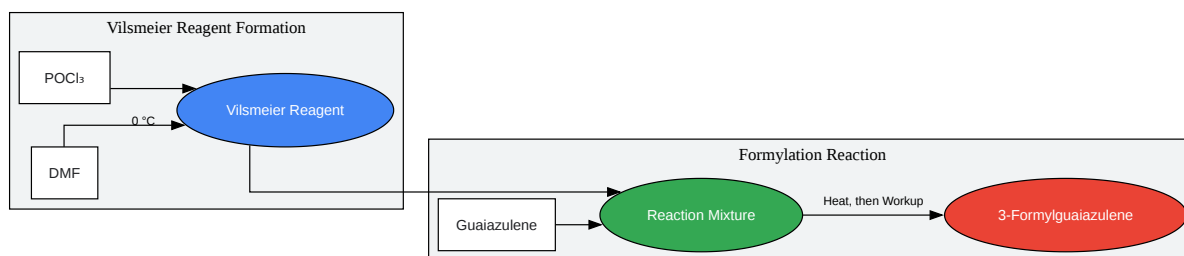 Vilsmeier Reagent Formation
POCl₃
Vilsmeier Reagent
0 °C
DMF
Formylation Reaction
Guaiazulene
Reaction Mixture
Heat, then Workup
3-Formylguaiazulene